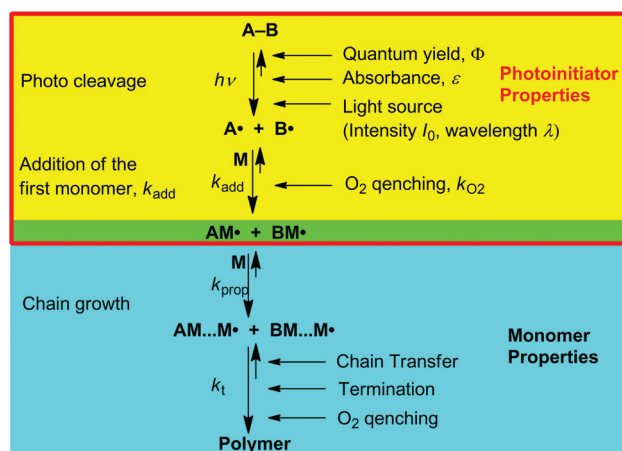 A–B
Quantum yield, Φ
Photo cleavage
hν
Absorbance, ε
Photoinitiator
Properties
Light source
(Intensity I₀, wavelength λ)
A• + B•
Addition of the
first monomer, kadd
M
kadd
O₂ qenching, kO2
AM• + BM•
M
kprop
Chain growth
AM...M• + BM...M•
Monomer
Properties
Chain Transfer
kt
Termination
O₂ qenching
Polymer